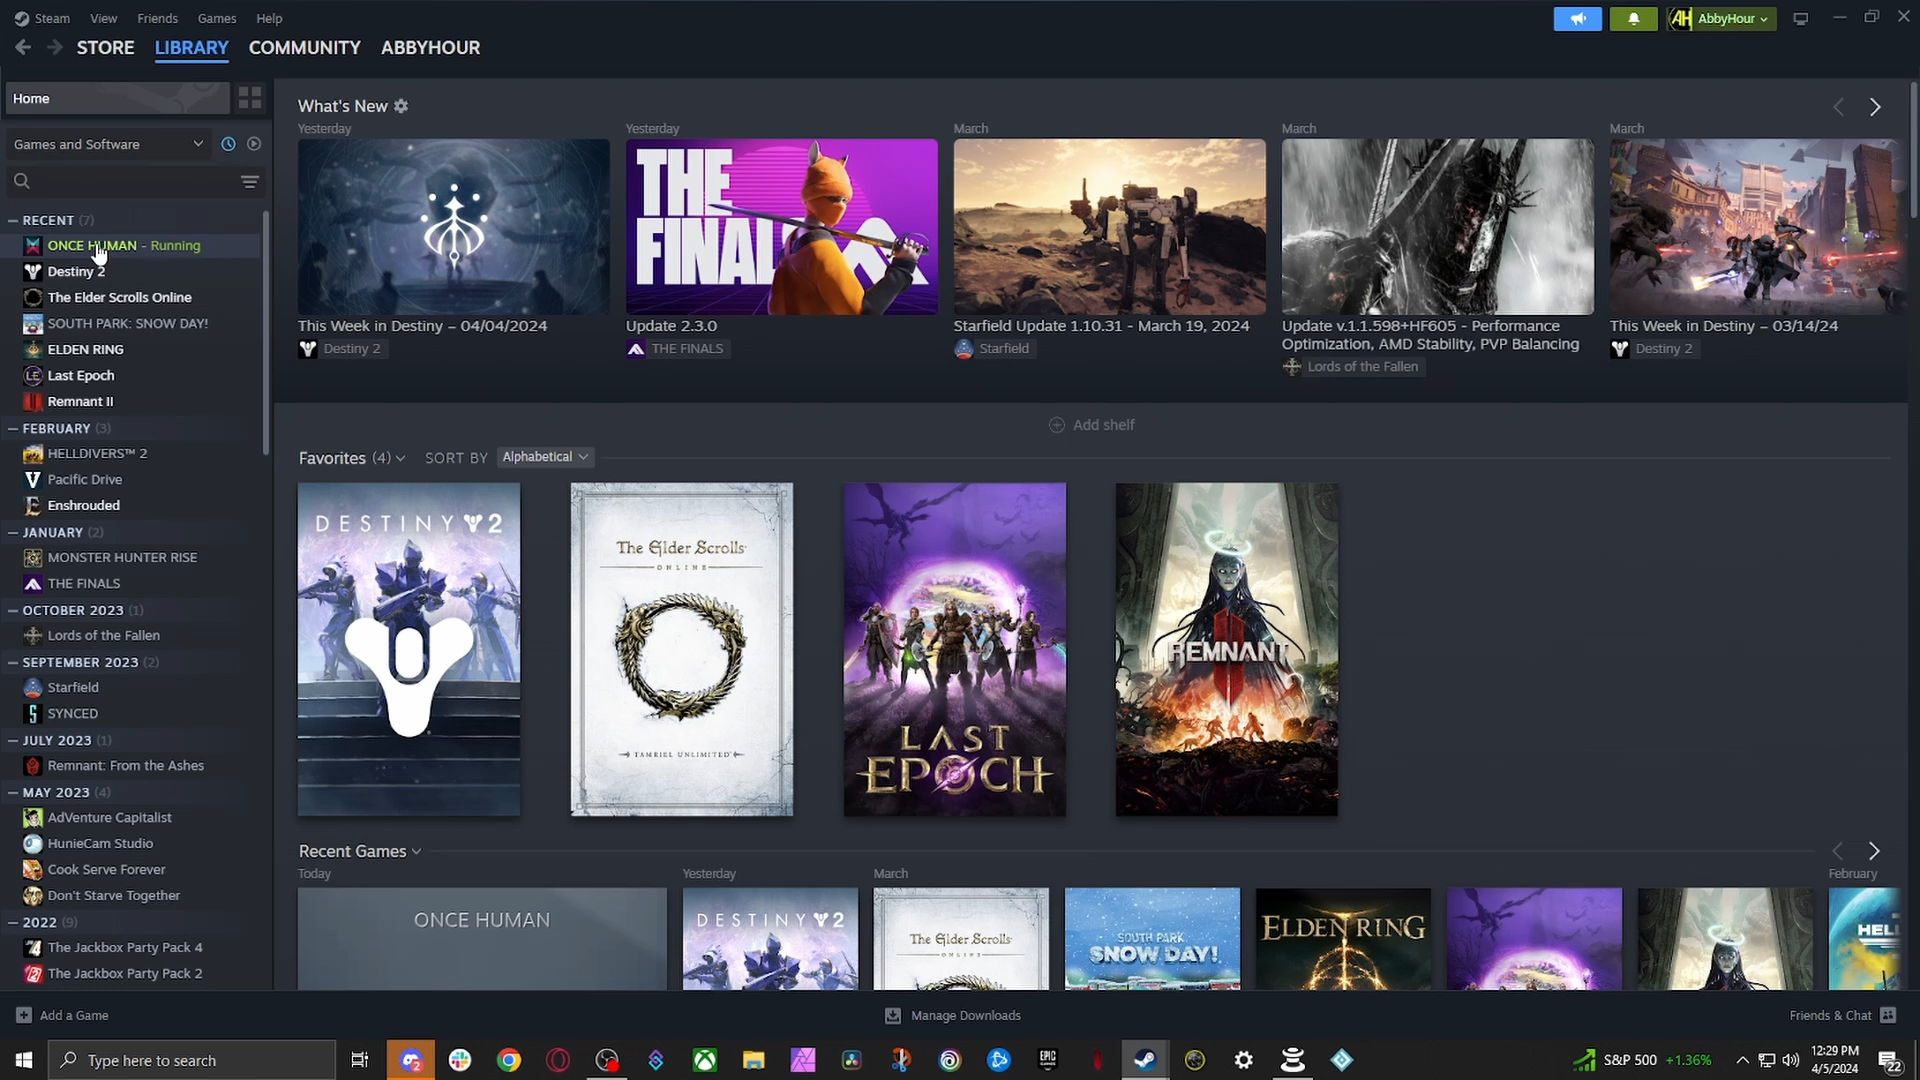 Steam View Friends Games Help
AH AbbyHour
STORE LIBRARY COMMUNITY ABBYHOUR
Home
Games and Software
What's New
Yesterday
Yesterday
March
March
March
THE FINALS
This Week in Destiny – 04/04/2024
Destiny 2
Update 2.3.0
THE FINALS
Starfield Update 1.10.31 - March 19, 2024
Starfield
Update v.1.1.598+HF605 - Performance
Optimization, AMD Stability, PVP Balancing
Lords of the Fallen
This Week in Destiny – 03/14/24
Destiny 2
RECENT (7)
ONCE HUMAN - Running
Destiny 2
The Elder Scrolls Online
SOUTH PARK: SNOW DAY!
ELDEN RING
Last Epoch
Remnant II
FEBRUARY (3)
HELLDIVERS™ 2
Pacific Drive
Enshrouded
JANUARY (2)
MONSTER HUNTER RISE
THE FINALS
OCTOBER 2023 (1)
Lords of the Fallen
SEPTEMBER 2023 (2)
Starfield
SYNCED
JULY 2023 (1)
Remnant: From the Ashes
MAY 2023 (4)
AdVenture Capitalist
HunieCam Studio
Cook Serve Forever
Don't Starve Together
2022 (9)
The Jackbox Party Pack 4
The Jackbox Party Pack 2
Add shelf
Favorites (4) SORT BY Alphabetical
DESTINY 2
The Elder Scrolls
ONLINE
TAMRIEL UNLIMITED
LAST
EPOCH
REMNANT II
Recent Games
Today
Yesterday
March
February
ONCE HUMAN
DESTINY 2
The Elder Scrolls
ONLINE
SOUTH PARK
SNOW DAY!
ELDEN RING
HELL
Add a Game
Manage Downloads
Friends & Chat
Type here to search
2
EPIC
S&P 500 +1.36%
12:29 PM
4/5/2024
22